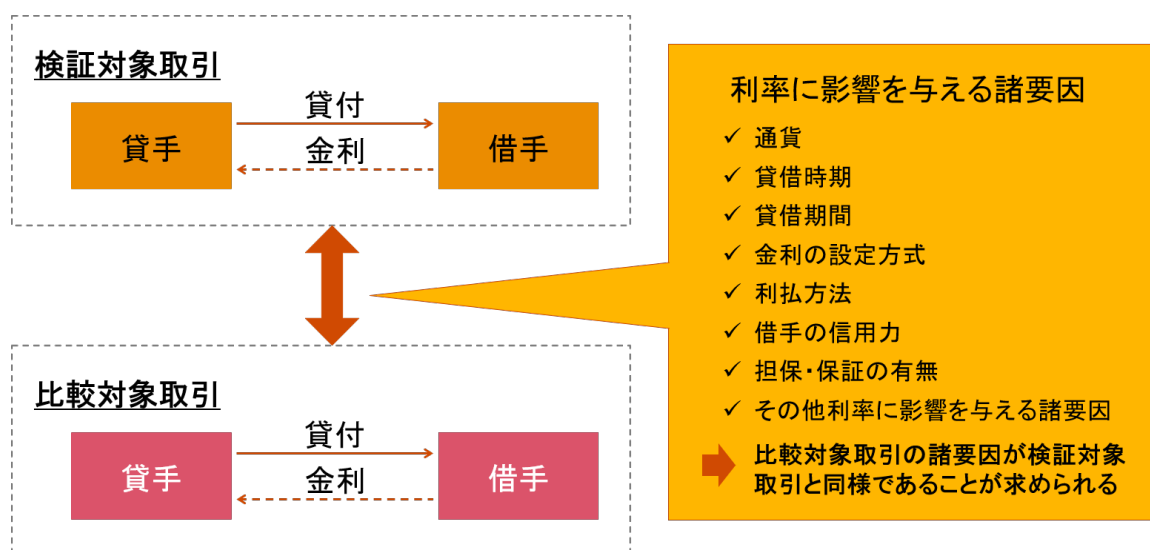 検証対象取引
貸手
貸付
金利
借手
比較対象取引
貸手
貸付
金利
借手
利率に影響を与える諸要因
✓ 通貨
✓ 貸借時期
✓ 貸借期間
✓ 金利の設定方式
✓ 利払方法
✓ 借手の信用力
✓ 担保・保証の有無
✓ その他利率に影響を与える諸要因
比較対象取引の諸要因が検証対象
取引と同様であることが求められる